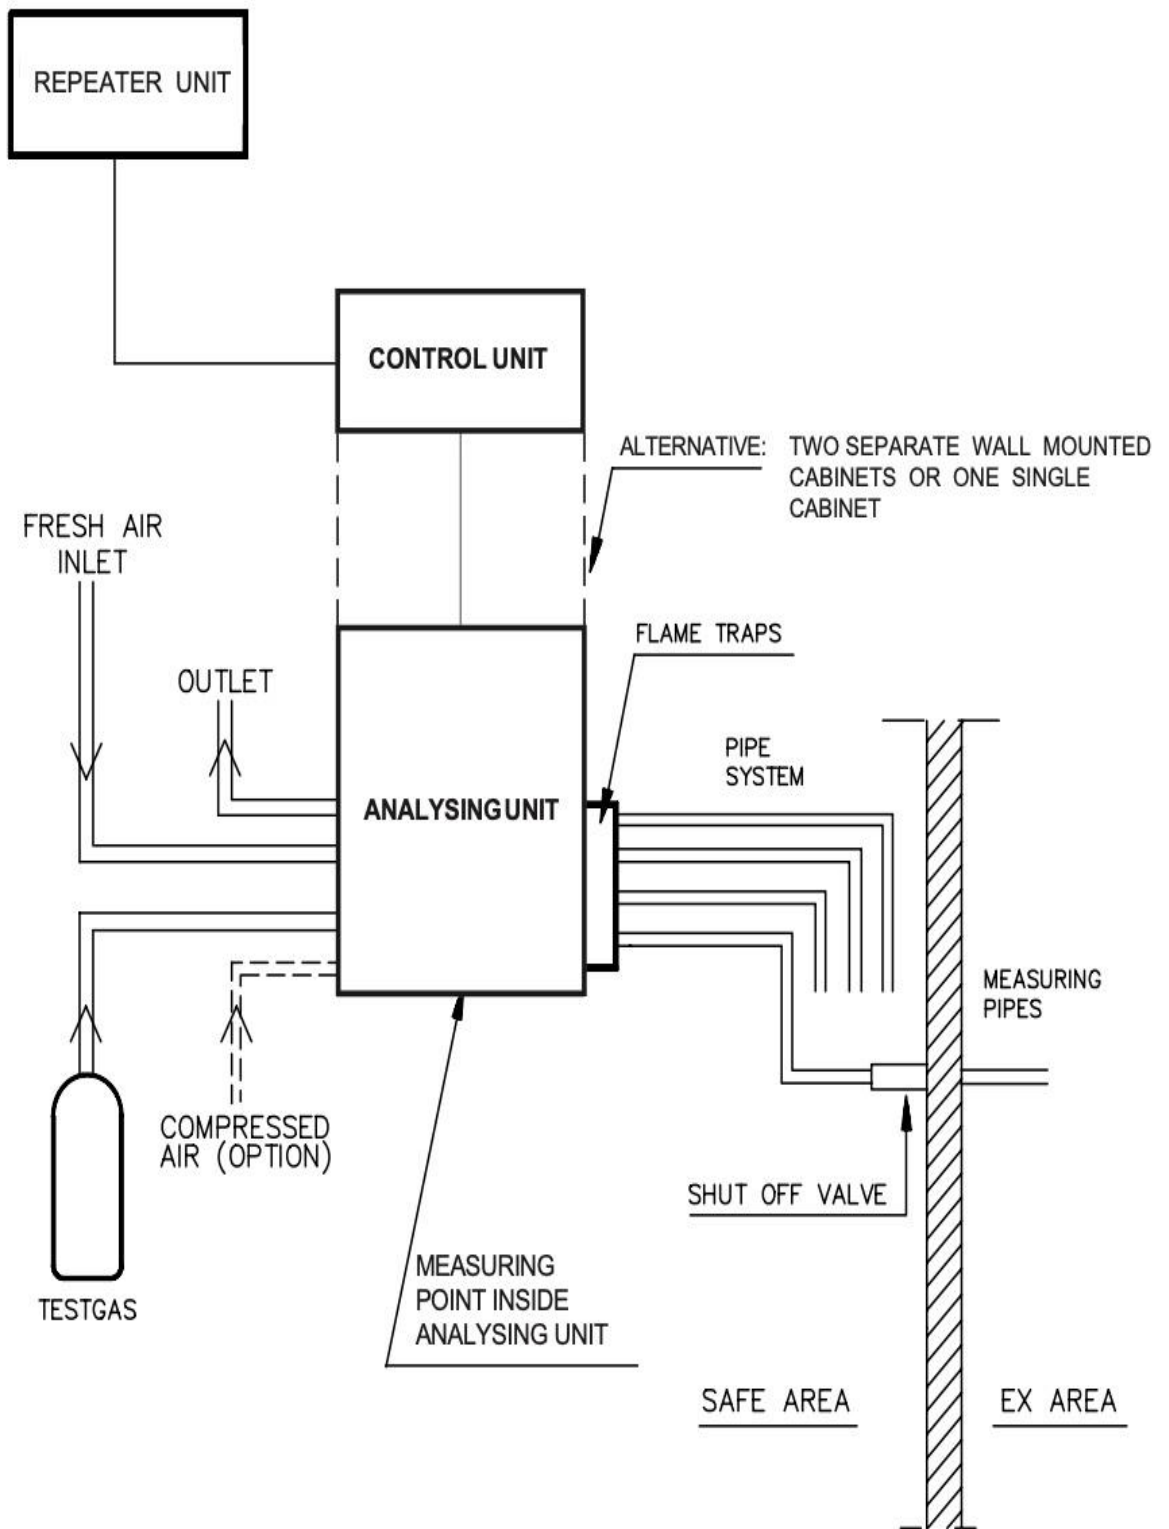 REPEATER UNIT
CONTROL UNIT
ALTERNATIVE: TWO SEPARATE WALL MOUNTED
CABINETS OR ONE SINGLE
CABINET
FRESH AIR
INLET
FLAME TRAPS
OUTLET
PIPE
SYSTEM
ANALYSING UNIT
MEASURING
PIPES
COMPRESSED
AIR (OPTION)
SHUT OFF VALVE
MEASURING
POINT INSIDE
ANALYSING UNIT
TESTGAS
SAFE AREA
EX AREA